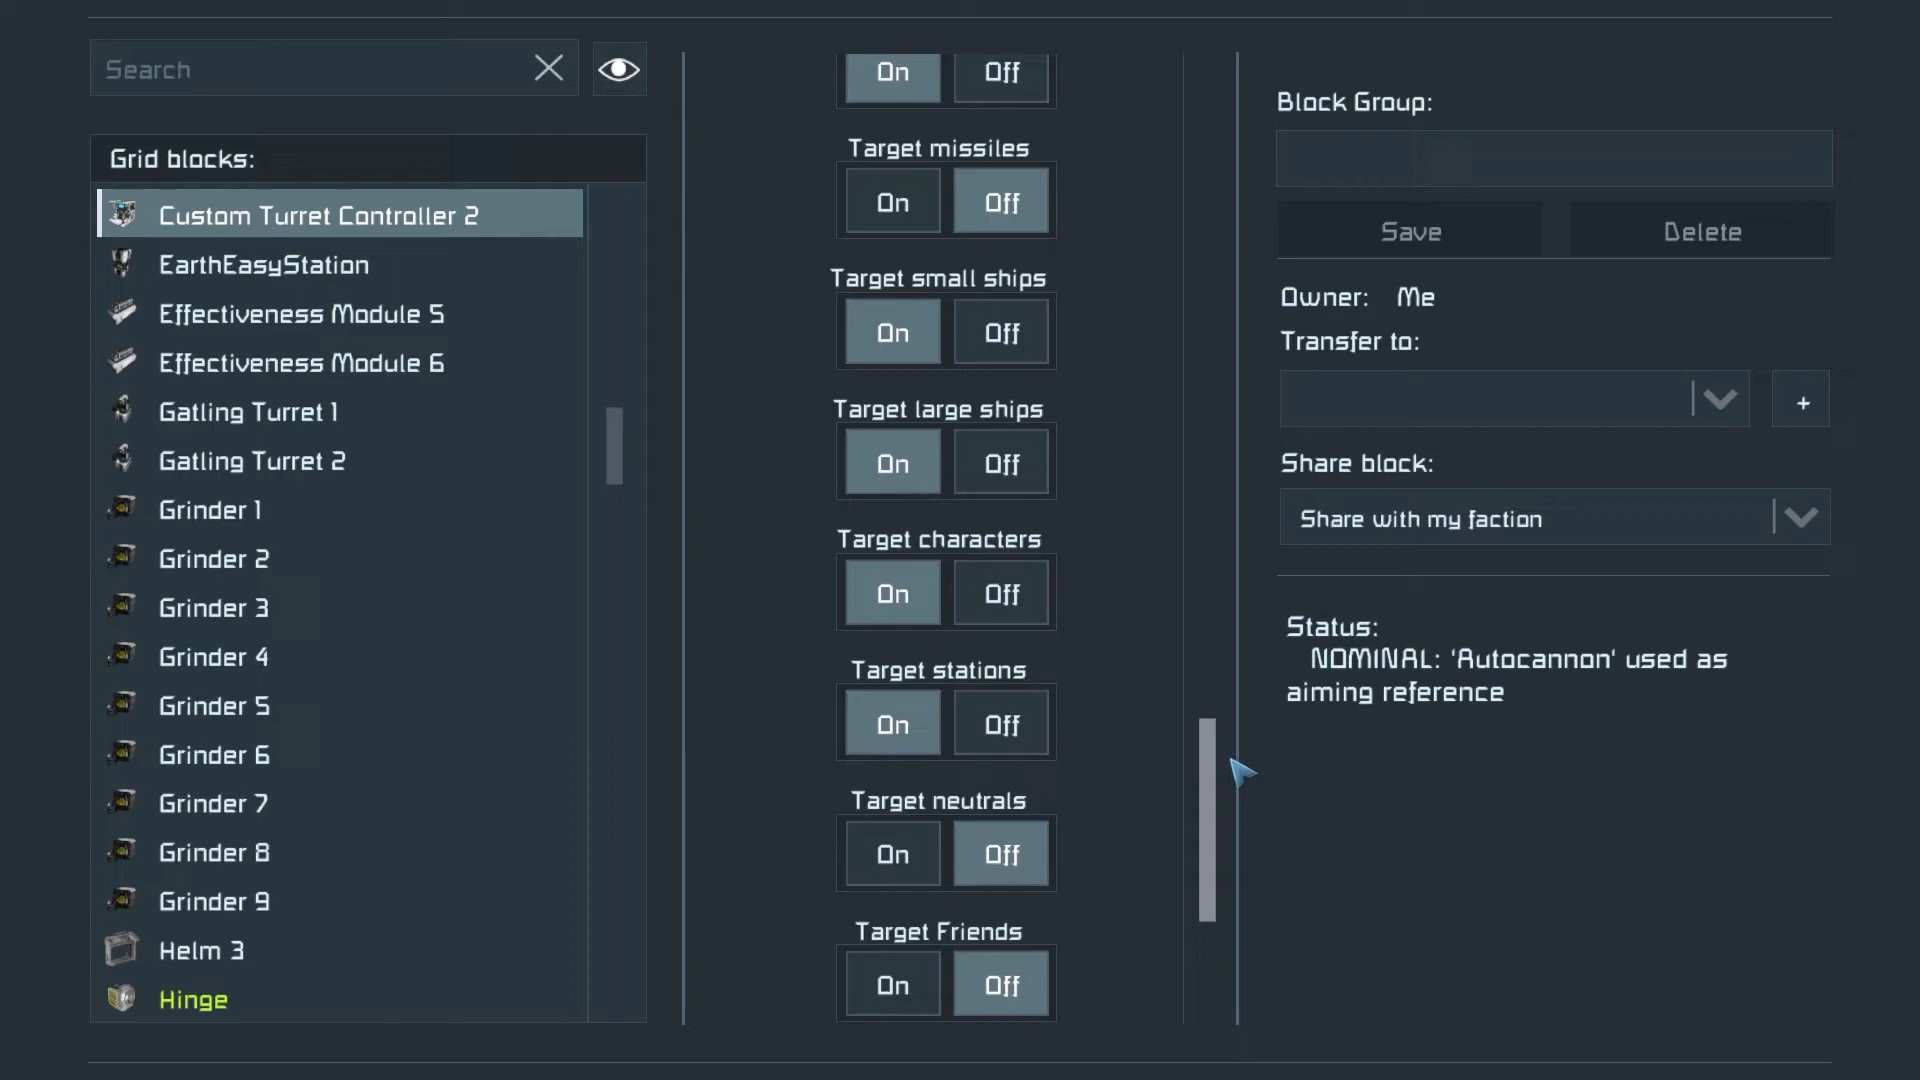 Search
Grid blocks:
Custom Turret Controller 2
EarthEasyStation
Effectiveness Module 5
Effectiveness Module 6
Gatling Turret 1
Gatling Turret 2
Grinder 1
Grinder 2
Grinder 3
Grinder 4
Grinder 5
Grinder 6
Grinder 7
Grinder 8
Grinder 9
Helm 3
Hinge
On Off
Target missiles
On Off
Target small ships
On Off
Target large ships
On Off
Target characters
On Off
Target stations
On Off
Target neutrals
On Off
Target Friends
On Off
Block Group:
Save Delete
Owner: Me
Transfer to:
+
Share block:
Share with my faction
Status:
NOMINAL: 'Autocannon' used as
aiming reference